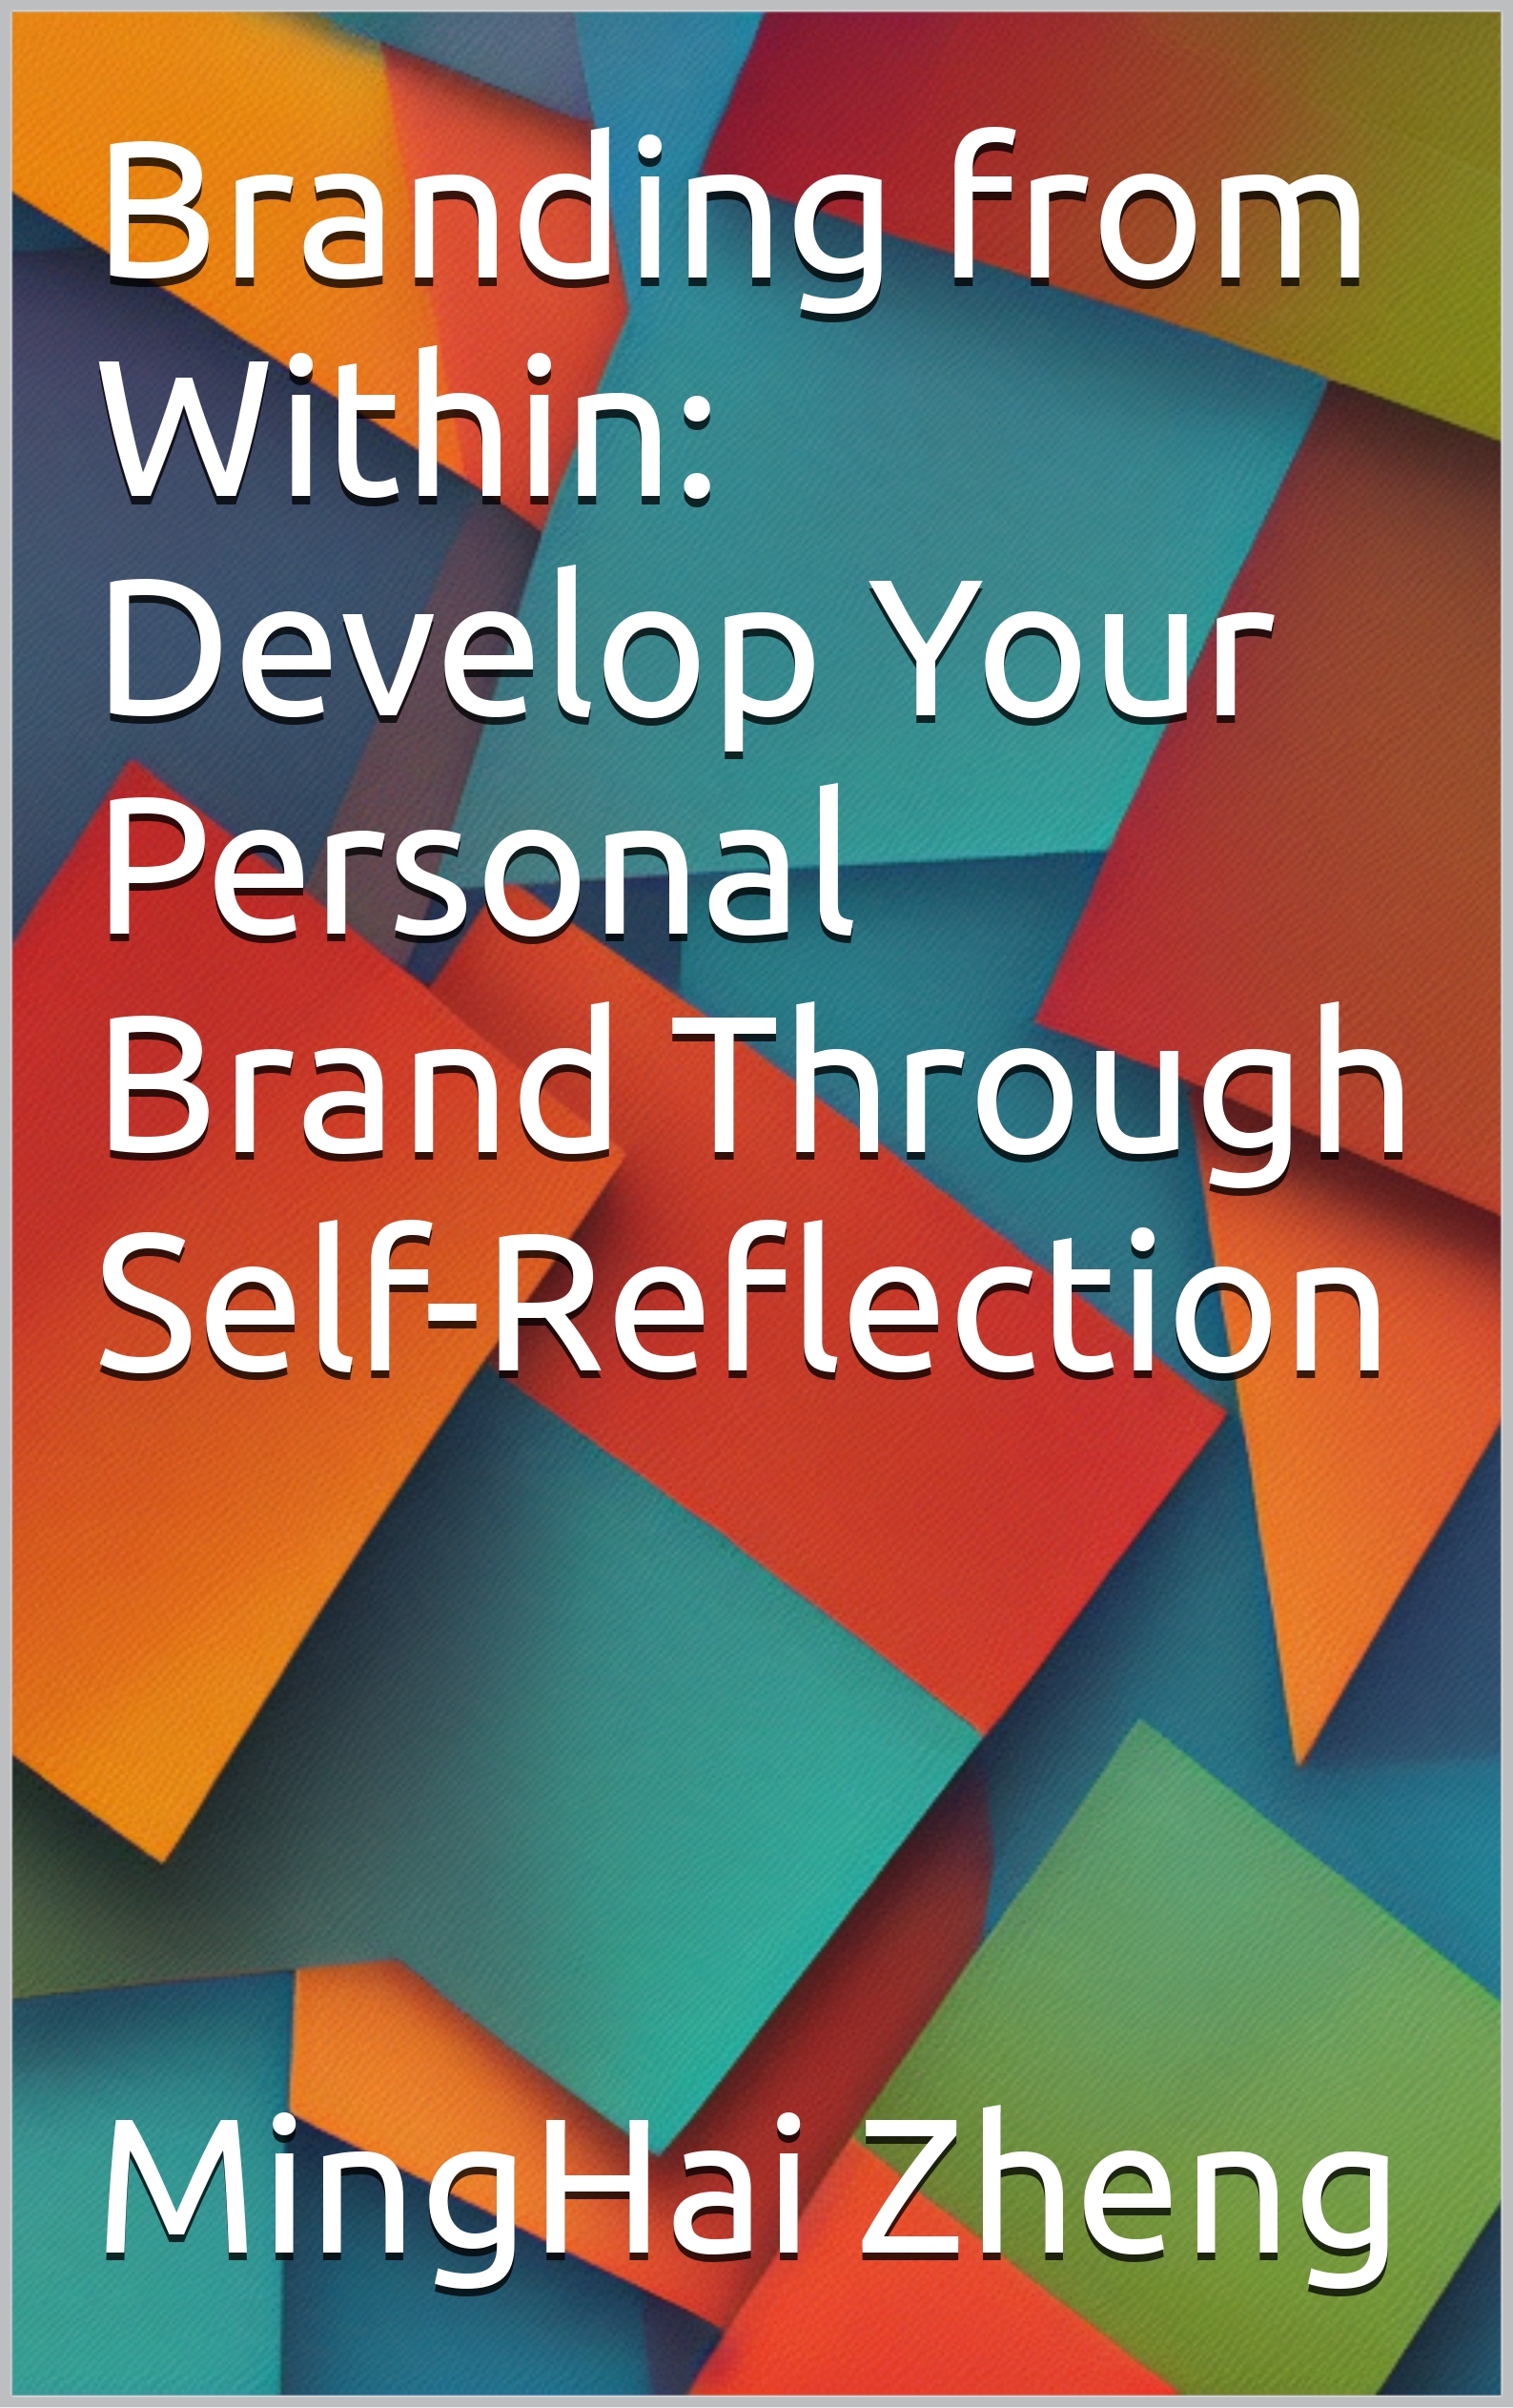 Branding from
Within:
Develop Your
Personal
Brand Through
Self-Reflection
MingHai Zheng